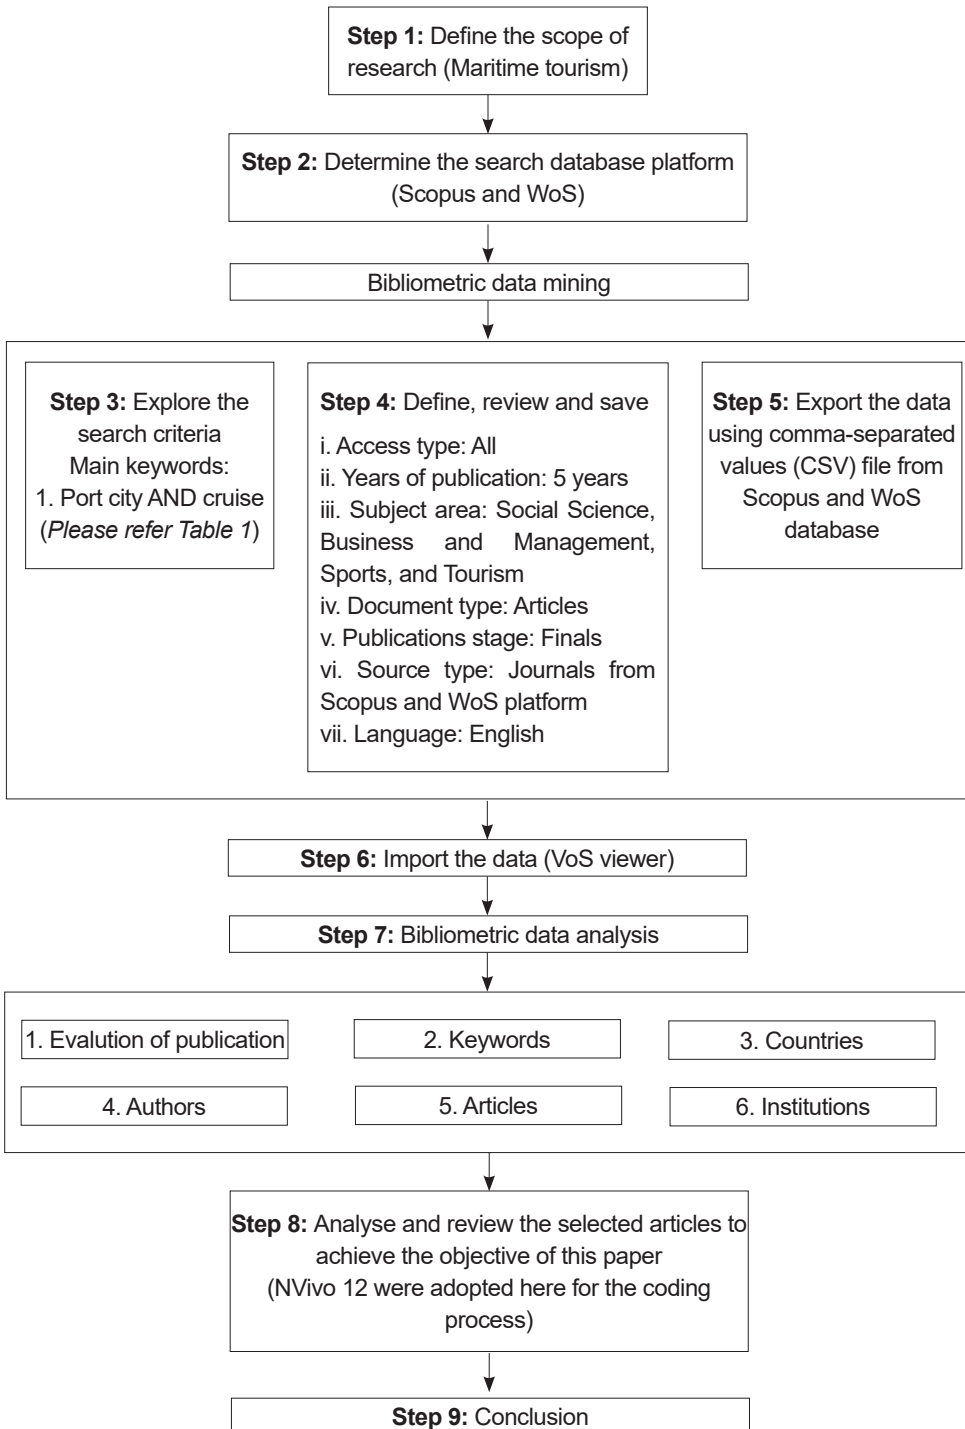 Step 1: Define the scope of
research (Maritime tourism)
Step 2: Determine the search database platform
(Scopus and WoS)
Bibliometric data mining
Step 3: Explore the
search criteria
Main keywords:
1. Port city AND cruise
(Please refer Table 1)
Step 4: Define, review and save
i. Access type: All
ii. Years of publication: 5 years
iii. Subject area: Social Science,
Business and Management,
Sports, and Tourism
iv. Document type: Articles
v. Publications stage: Finals
vi. Source type: Journals from
Scopus and WoS platform
vii. Language: English
Step 5: Export the data
using comma-separated
values (CSV) file from
Scopus and WoS
database
Step 6: Import the data (VoS viewer)
Step 7: Bibliometric data analysis
1. Evalution of publication
2. Keywords
3. Countries
4. Authors
5. Articles
6. Institutions
Step 8: Analyse and review the selected articles to
achieve the objective of this paper
(NVivo 12 were adopted here for the coding
process)
Step 9: Conclusion